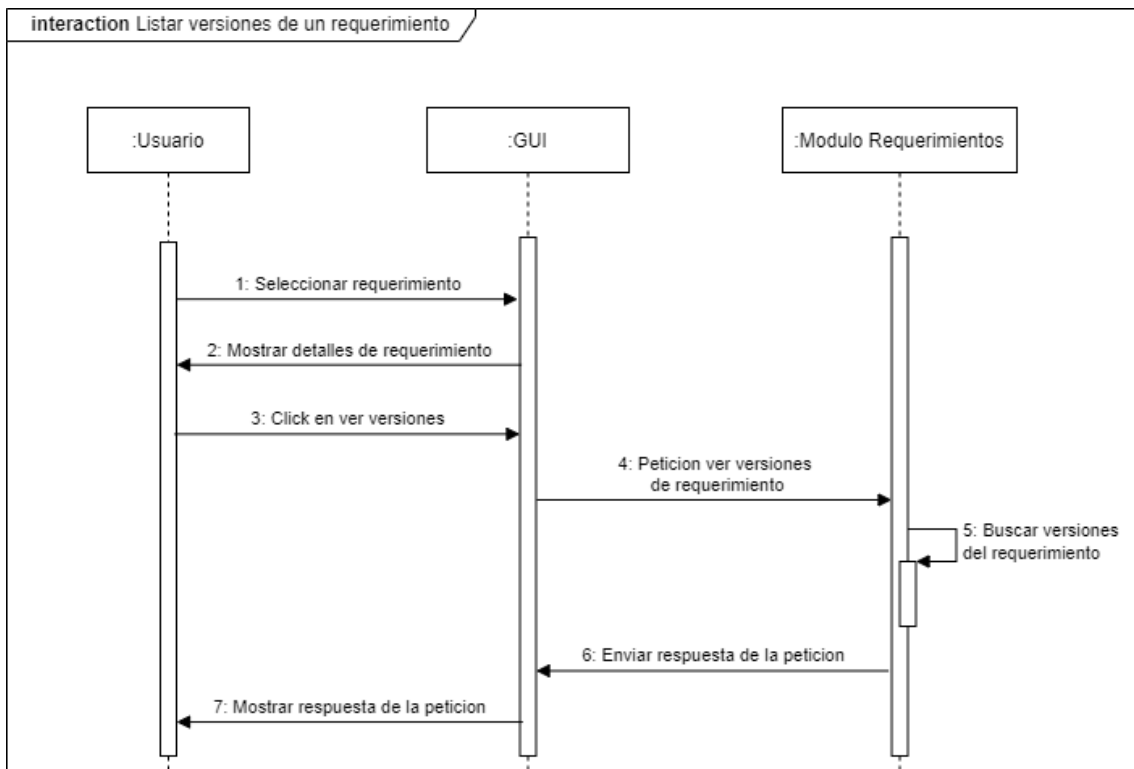 interaction Listar versiones de un requerimiento
:Usuario
:GUI
:Modulo Requerimientos
1: Seleccionar requerimiento
2: Mostrar detalles de requerimiento
3: Click en ver versiones
4: Peticion ver versiones
de requerimiento
5: Buscar versiones
del requerimiento
6: Enviar respuesta de la peticion
7: Mostrar respuesta de la peticion